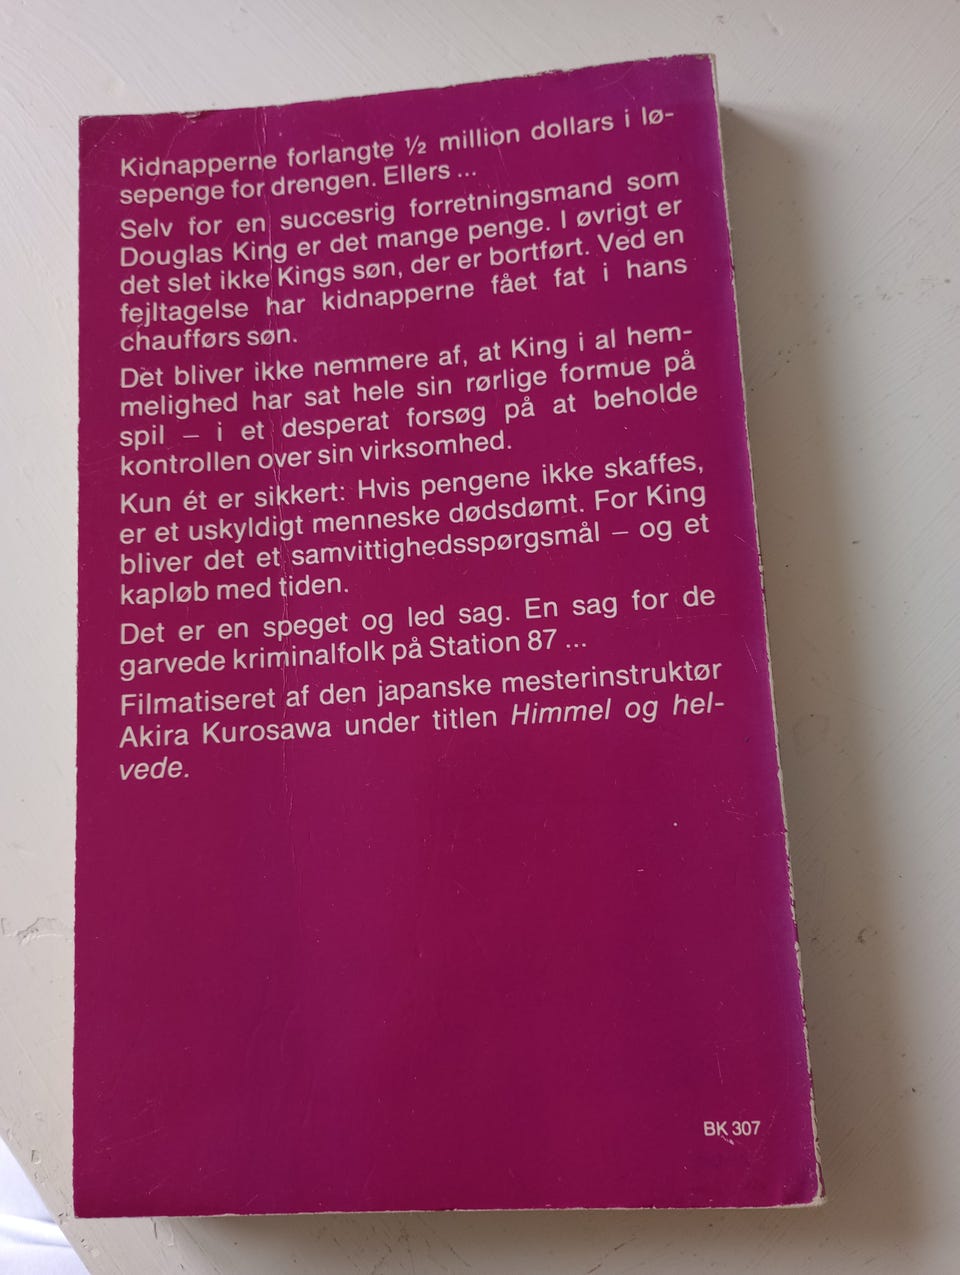 Kidnapperne forlangte ½ million dollars i lø-
sepenge for drengen. Ellers ...
Selv for en succesrig forretningsmand som
Douglas King er det mange penge. I øvrigt er
det slet ikke Kings søn, der er bortført. Ved en
fejltagelse har kidnapperne fået fat i hans
chaufførs søn.
Det bliver ikke nemmere af, at King i al hem-
melighed har sat hele sin rørlige formue på
spil – i et desperat forsøg på at beholde
kontrollen over sin virksomhed.
Kun ét er sikkert: Hvis pengene ikke skaffes,
er et uskyldigt menneske dødsdømt. For King
bliver det et samvittighedsspørgsmål – og et
kapløb med tiden.
Det er en speget og led sag. En sag for de
garvede kriminalfolk på Station 87 ...
Filmatiseret af den japanske mesterinstruktør
Akira Kurosawa under titlen Himmel og hel-
vede.
BK 307